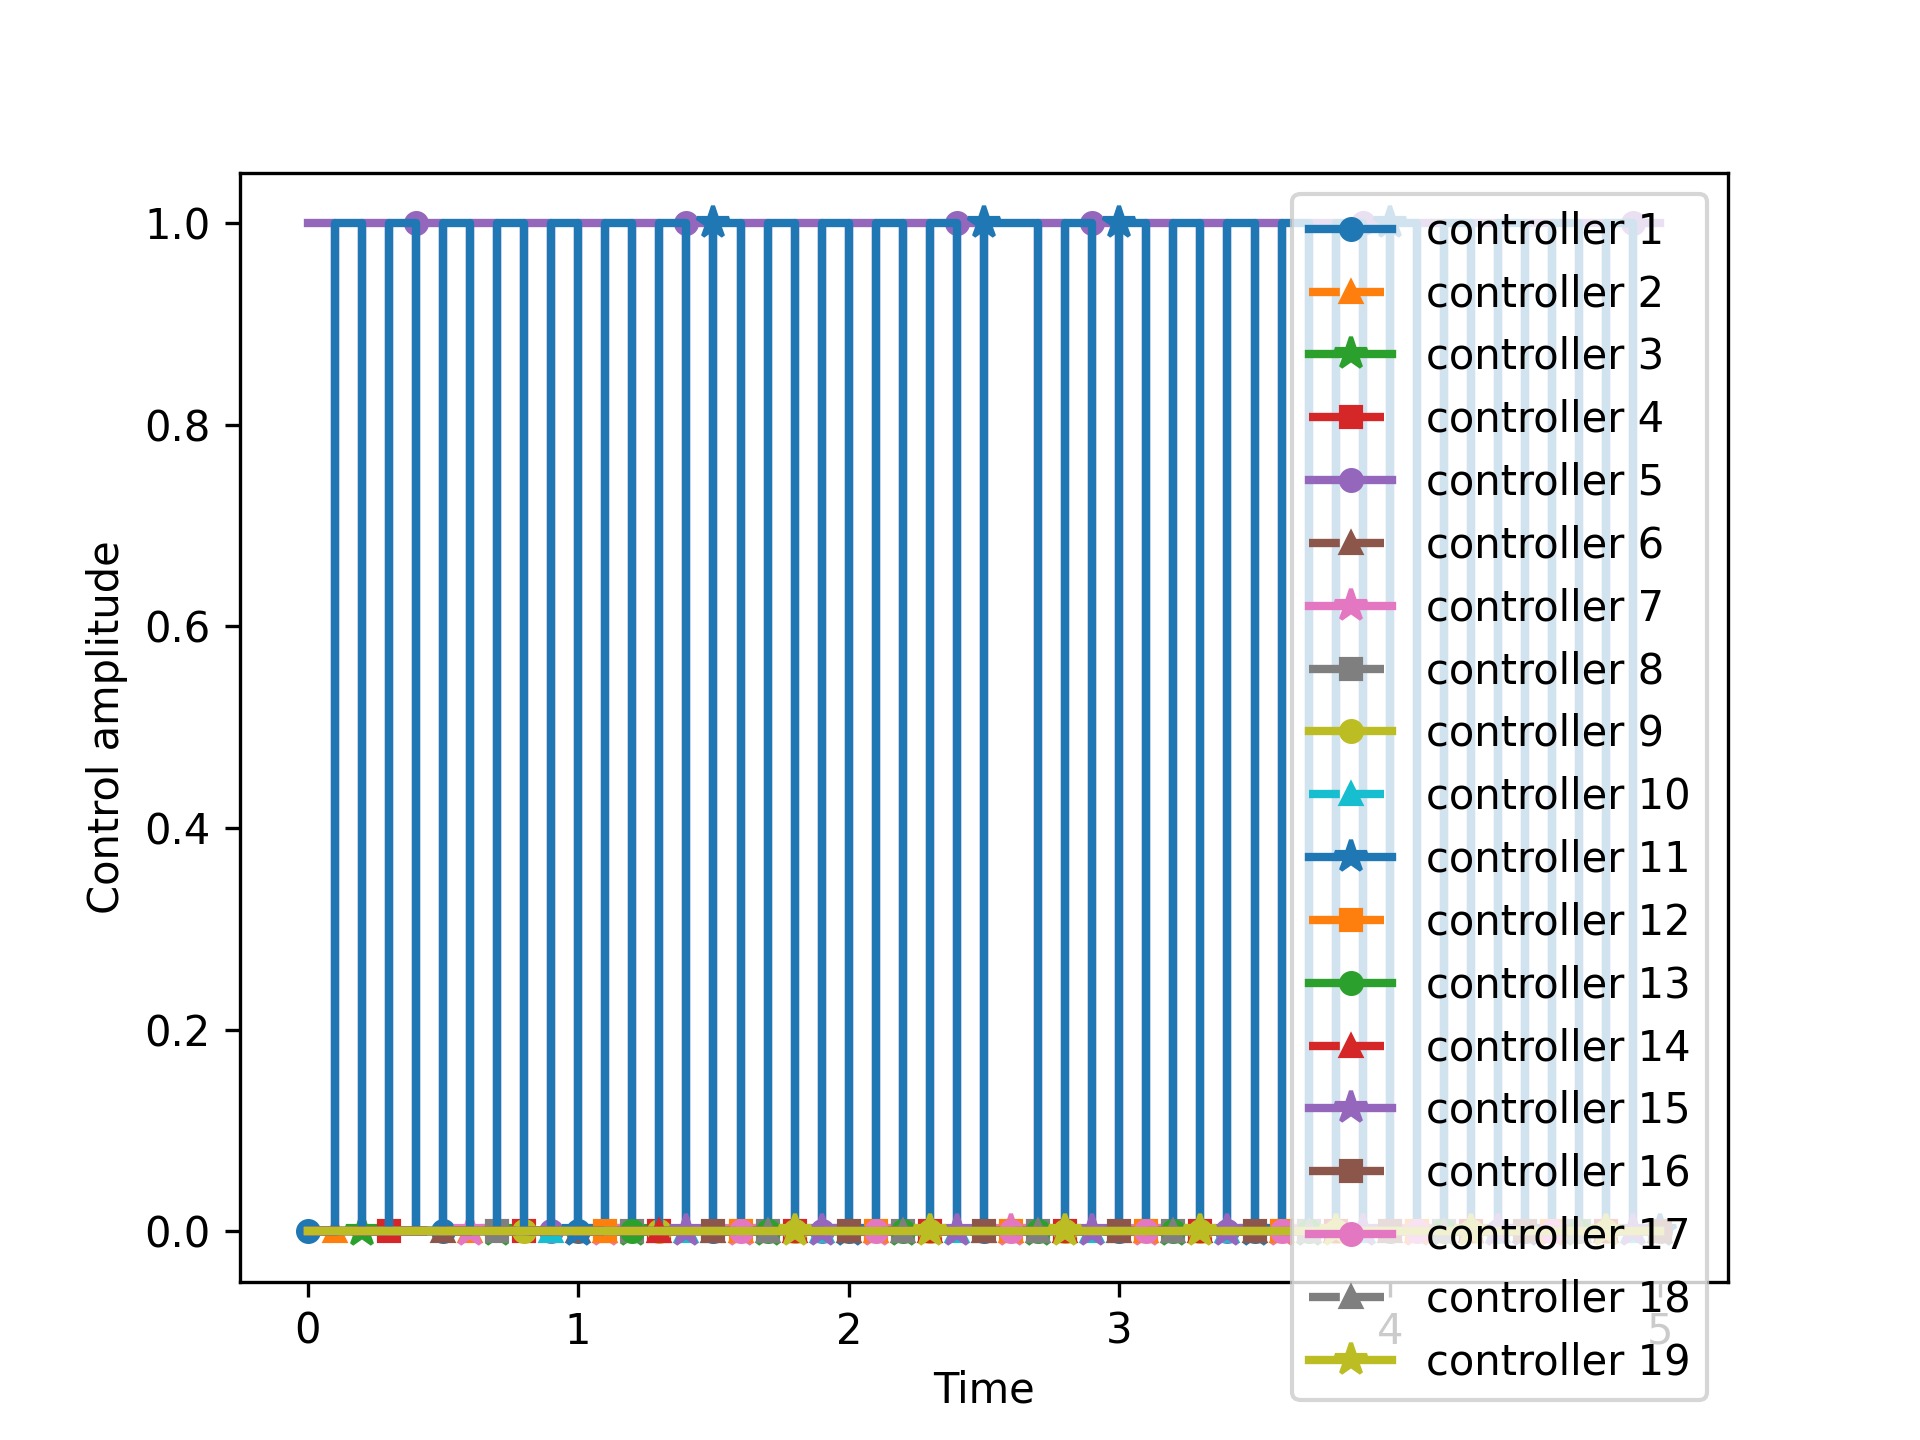 1.0
0.8
0.6
0.4
0.2
0.0
Control amplitude
0 1 2 3 4 5
Time
controller 1
controller 2
controller 3
controller 4
controller 5
controller 6
controller 7
controller 8
controller 9
controller 10
controller 11
controller 12
controller 13
controller 14
controller 15
controller 16
controller 17
controller 18
controller 19